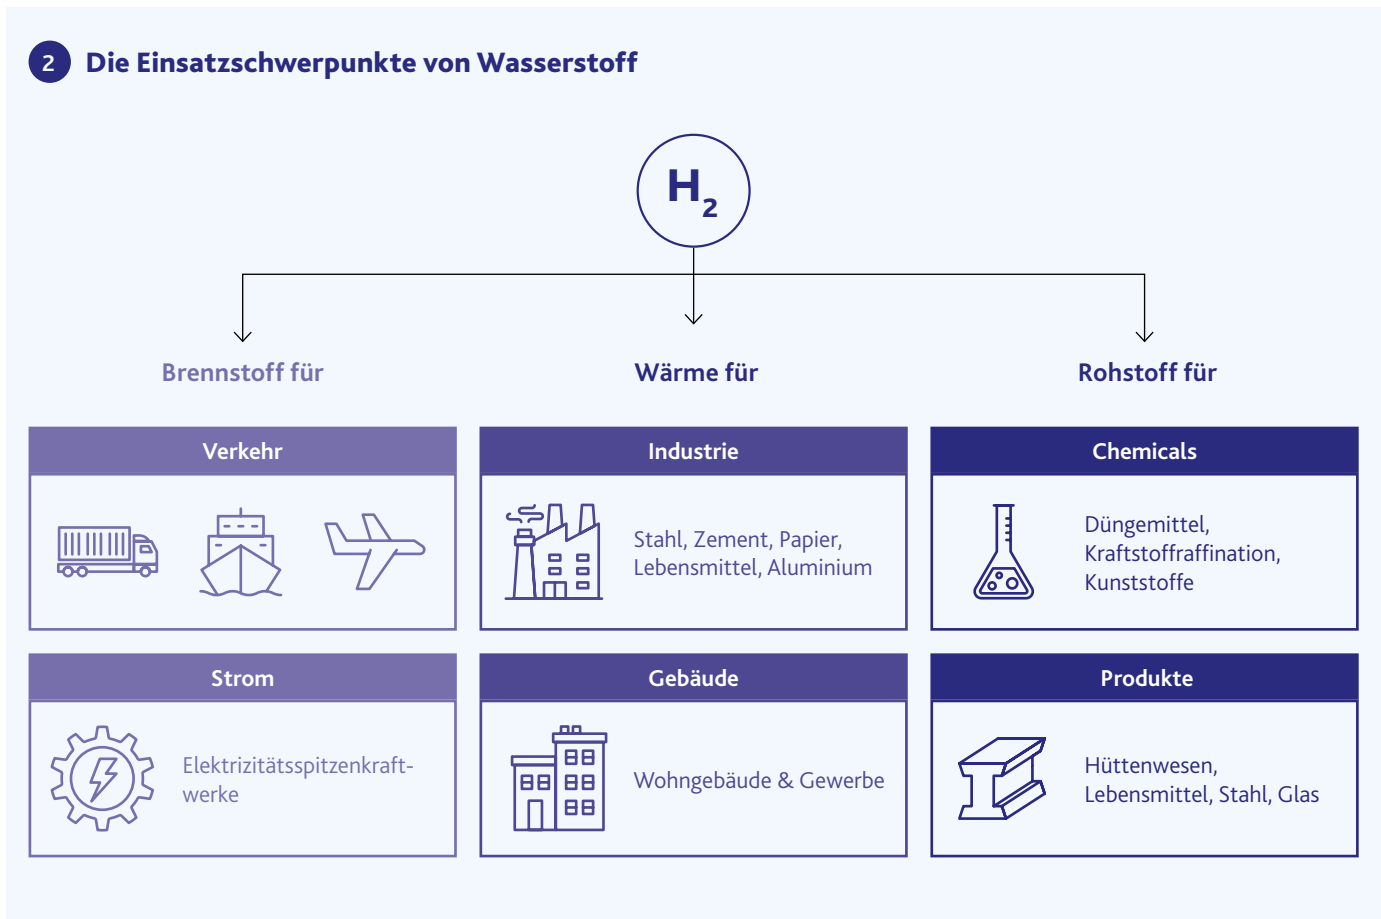 2 Die Einsatzschwerpunkte von Wasserstoff
H2
Brennstoff für
Wärme für
Rohstoff für
Verkehr
Industrie
Stahl, Zement, Papier,
Lebensmittel, Aluminium
Chemicals
Düngemittel,
Kraftstoffraffination,
Kunststoffe
Strom
Elektrizitätsspitzenkraft-
werke
Gebäude
Wohngebäude & Gewerbe
Produkte
Hüttenwesen,
Lebensmittel, Stahl, Glas